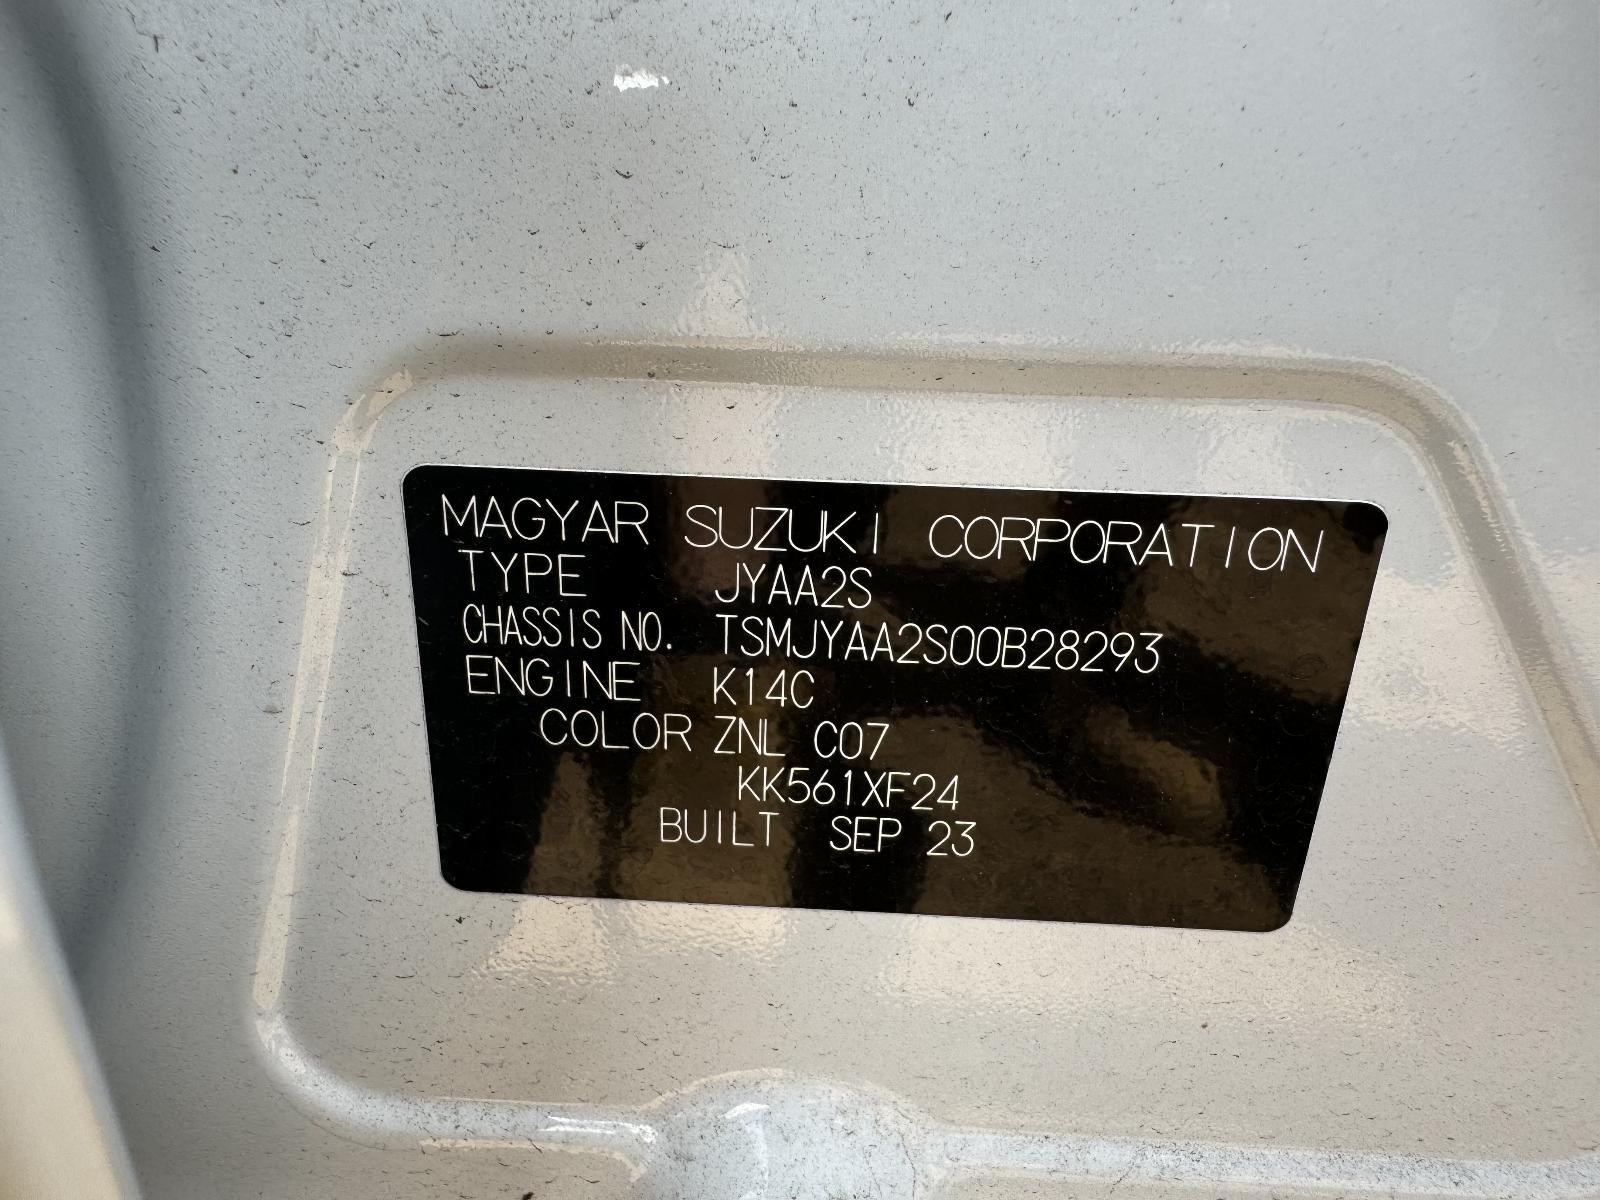 MAGYAR SUZUKI CORPORATION
TYPE JYAA2S
CHASSIS NO. TSMJYAA2S00B28293
ENGINE K14C
COLOR ZNL C07
KK561XF24
BUILT SEP 23